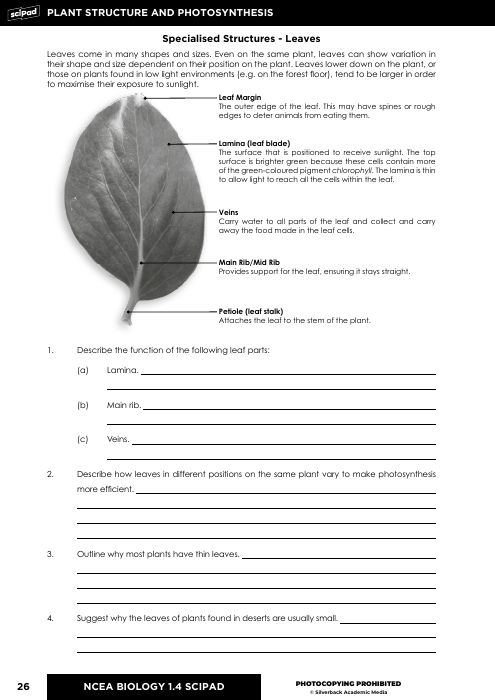 scipad PLANT STRUCTURE AND PHOTOSYNTHESIS
Specialised Structures - Leaves
Leaves come in many shapes and sizes. Even on the same plant, leaves can show variation in
their shape and size dependent on their position on the plant. Leaves lower down on the plant, or
those on plants found in low light environments (e.g. on the forest floor), tend to be larger in order
to maximise their exposure to sunlight.
Leaf Margin
The outer edge of the leaf. This may have spines or rough
edges to deter animals from eating them.
Lamina (leaf blade)
The surface that is positioned to receive sunlight. The top
surface is brighter green because these cells contain more
of the green-coloured pigment chlorophyll. The lamina is thin
to allow light to reach all the cells within the leaf.
Veins
Carry water to all parts of the leaf and collect and carry
away the food made in the leaf cells.
Main Rib/Mid Rib
Provides support for the leaf, ensuring it stays straight.
Petiole (leaf stalk)
Attaches the leaf to the stem of the plant.
1. Describe the function of the following leaf parts:
(a) Lamina.
(b) Main rib.
(c) Veins.
2. Describe how leaves in different positions on the same plant vary to make photosynthesis
more efficient.
3. Outline why most plants have thin leaves.
4. Suggest why the leaves of plants found in deserts are usually small.
26 NCEA BIOLOGY 1.4 SCIPAD
PHOTOCOPYING PROHIBITED
© Silverback Academic Media